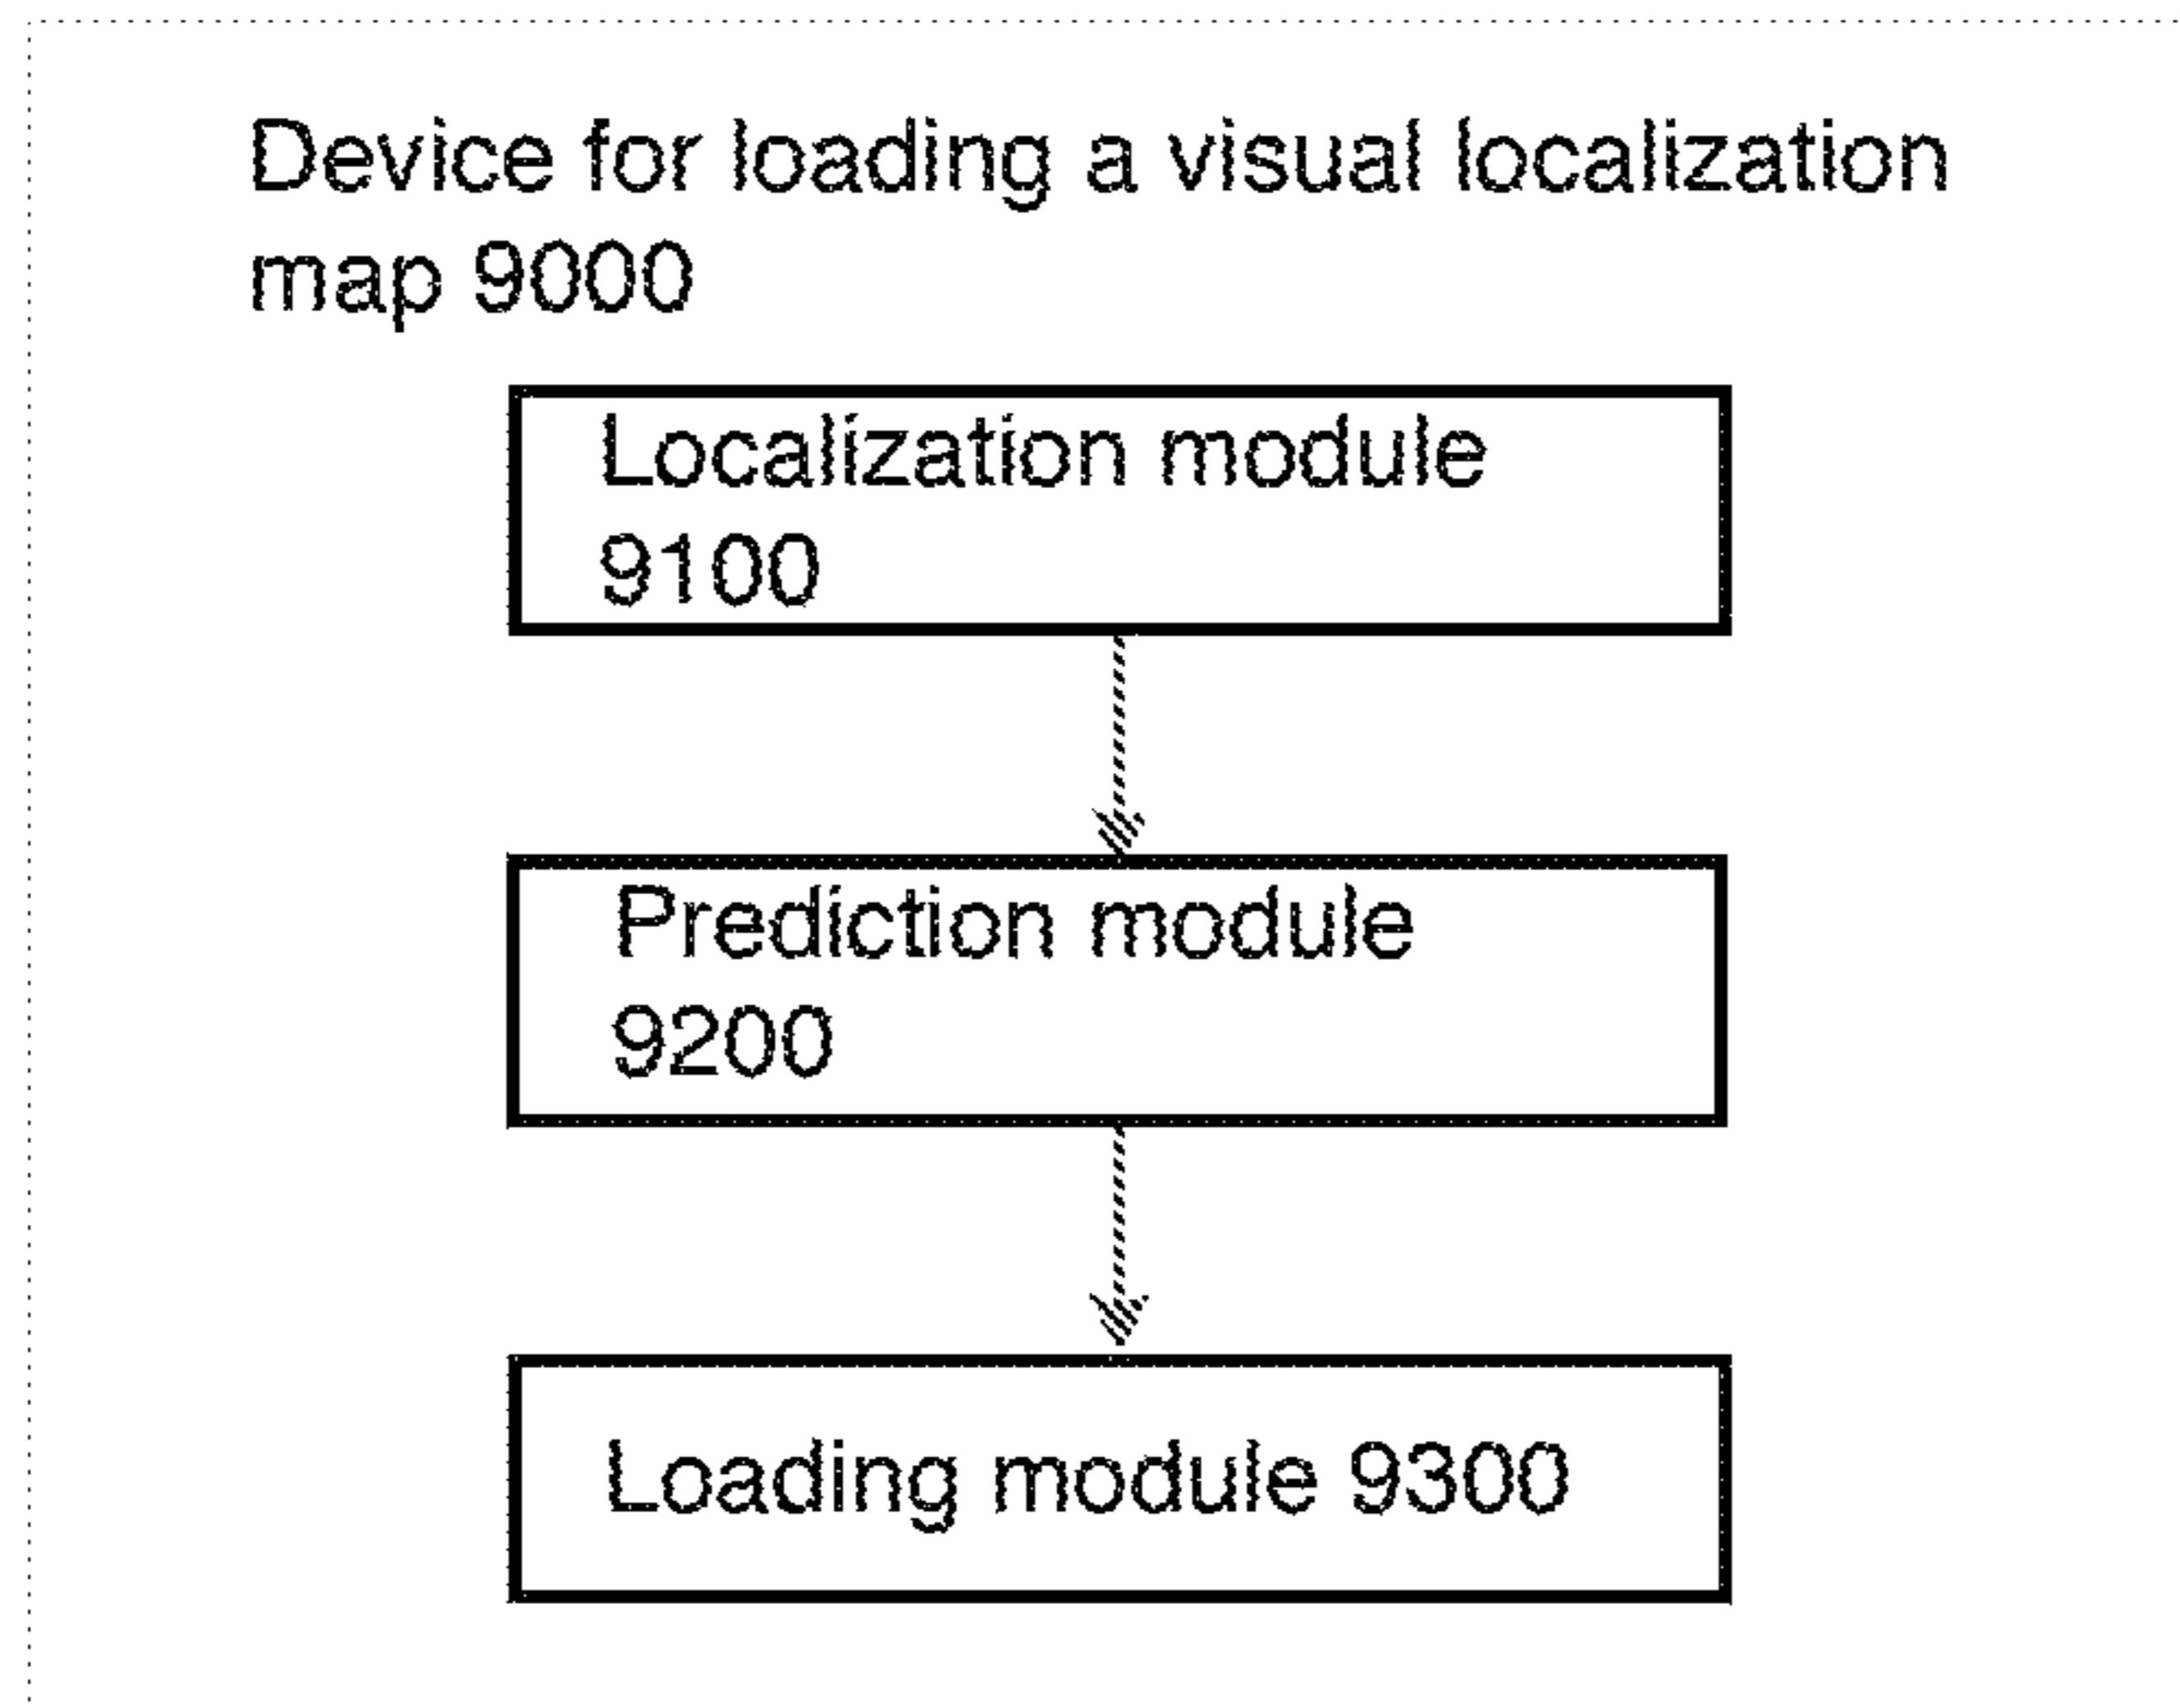 Device for loading a visual localization
map 9000
Localization module
9100
Prediction module
9200
Loading module 9300